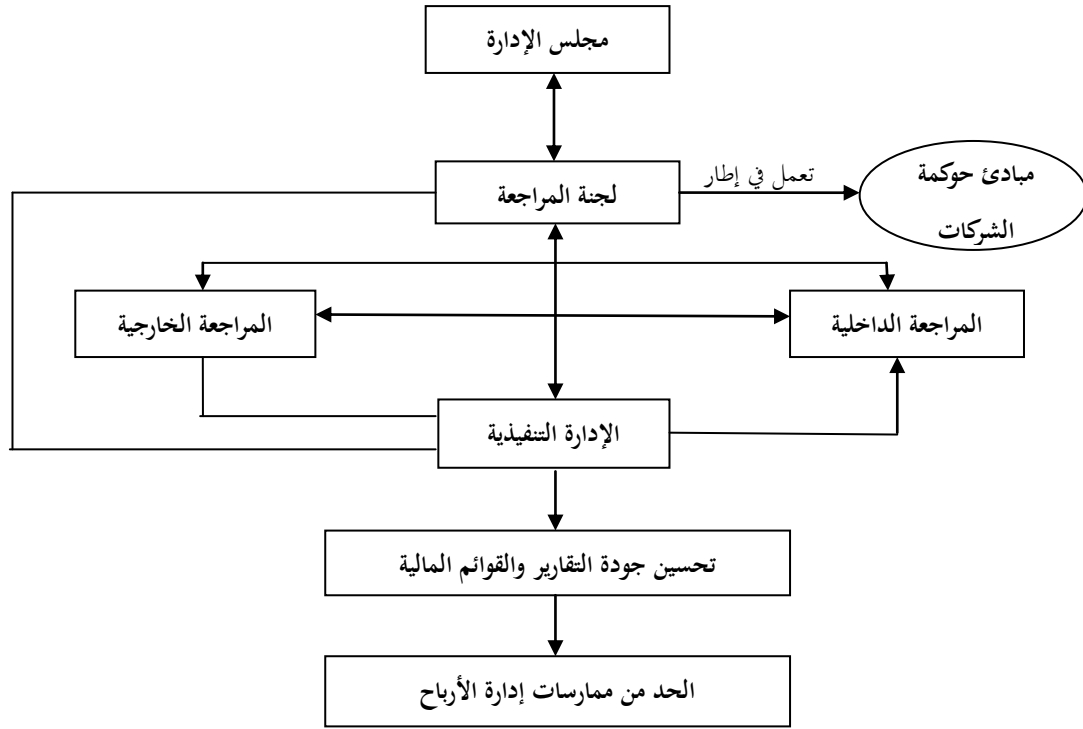 مجلس الإدارة
لجنة المراجعة
تعمل في إطار
مبادئ حوكمة
الشركات
المراجعة الداخلية
المراجعة الخارجية
الإدارة التنفيذية
تحسين جودة التقارير والقوائم المالية
الحد من ممارسات إدارة الأرباح